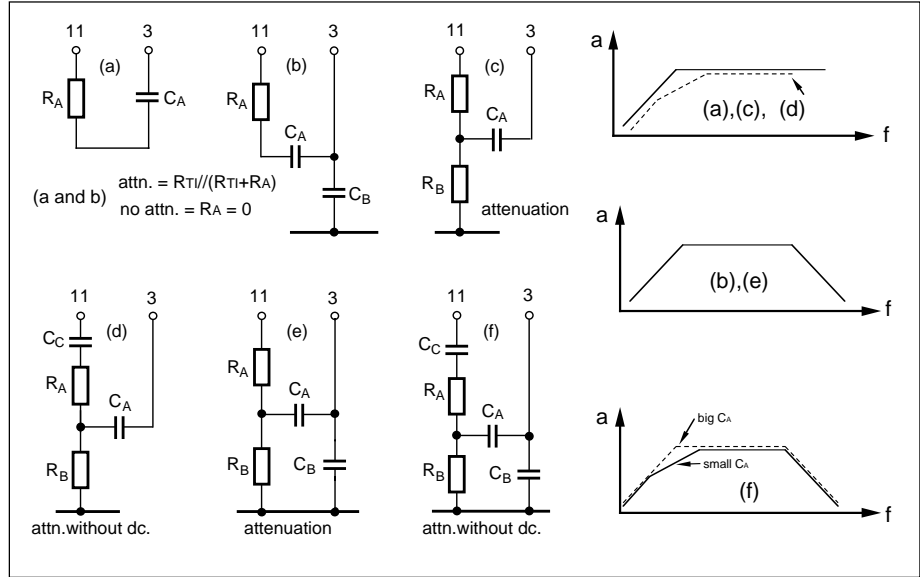 11 3
(a)
RA
CA
(a and b) attn. = RTI//(RTI+RA)
no attn. = RA = 0
11 3
(b)
RA
CA
CB
11 3
(c)
RA
CA
RB
attenuation
a
(a),(c), (d)
f
a
(b),(e)
f
11 3
(d)
CC
RA
CA
RB
attn.without dc.
11 3
(e)
RA
CA
RB
CB
attenuation
11 3
(f)
CC
RA
CA
RB
CB
attn.without dc.
a
big CA
small CA
(f)
f